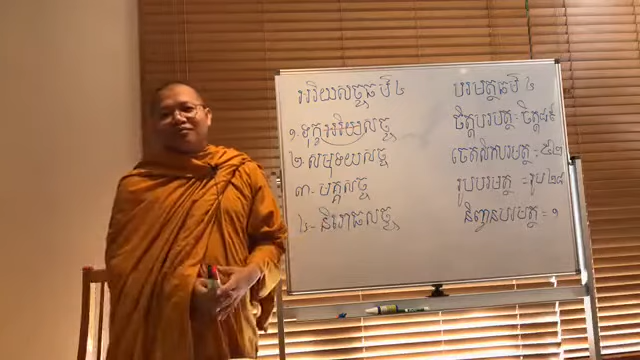 អរិយសច្ចធម៌ ៤
១. ទុក្ខអរិយសច្ច
២. សមុទយសច្ច
៣- មគ្គសច្ច
៤- និរោធសច្ច
បរមត្ថធម៌ ៤
ចិត្តបរមត្ថ = ចិត្ត៨៩
ចេតសិកបរមត្ថ = ៥២
រូបបរមត្ថ = រូប២៨
និព្វានបរមត្ថ = ១